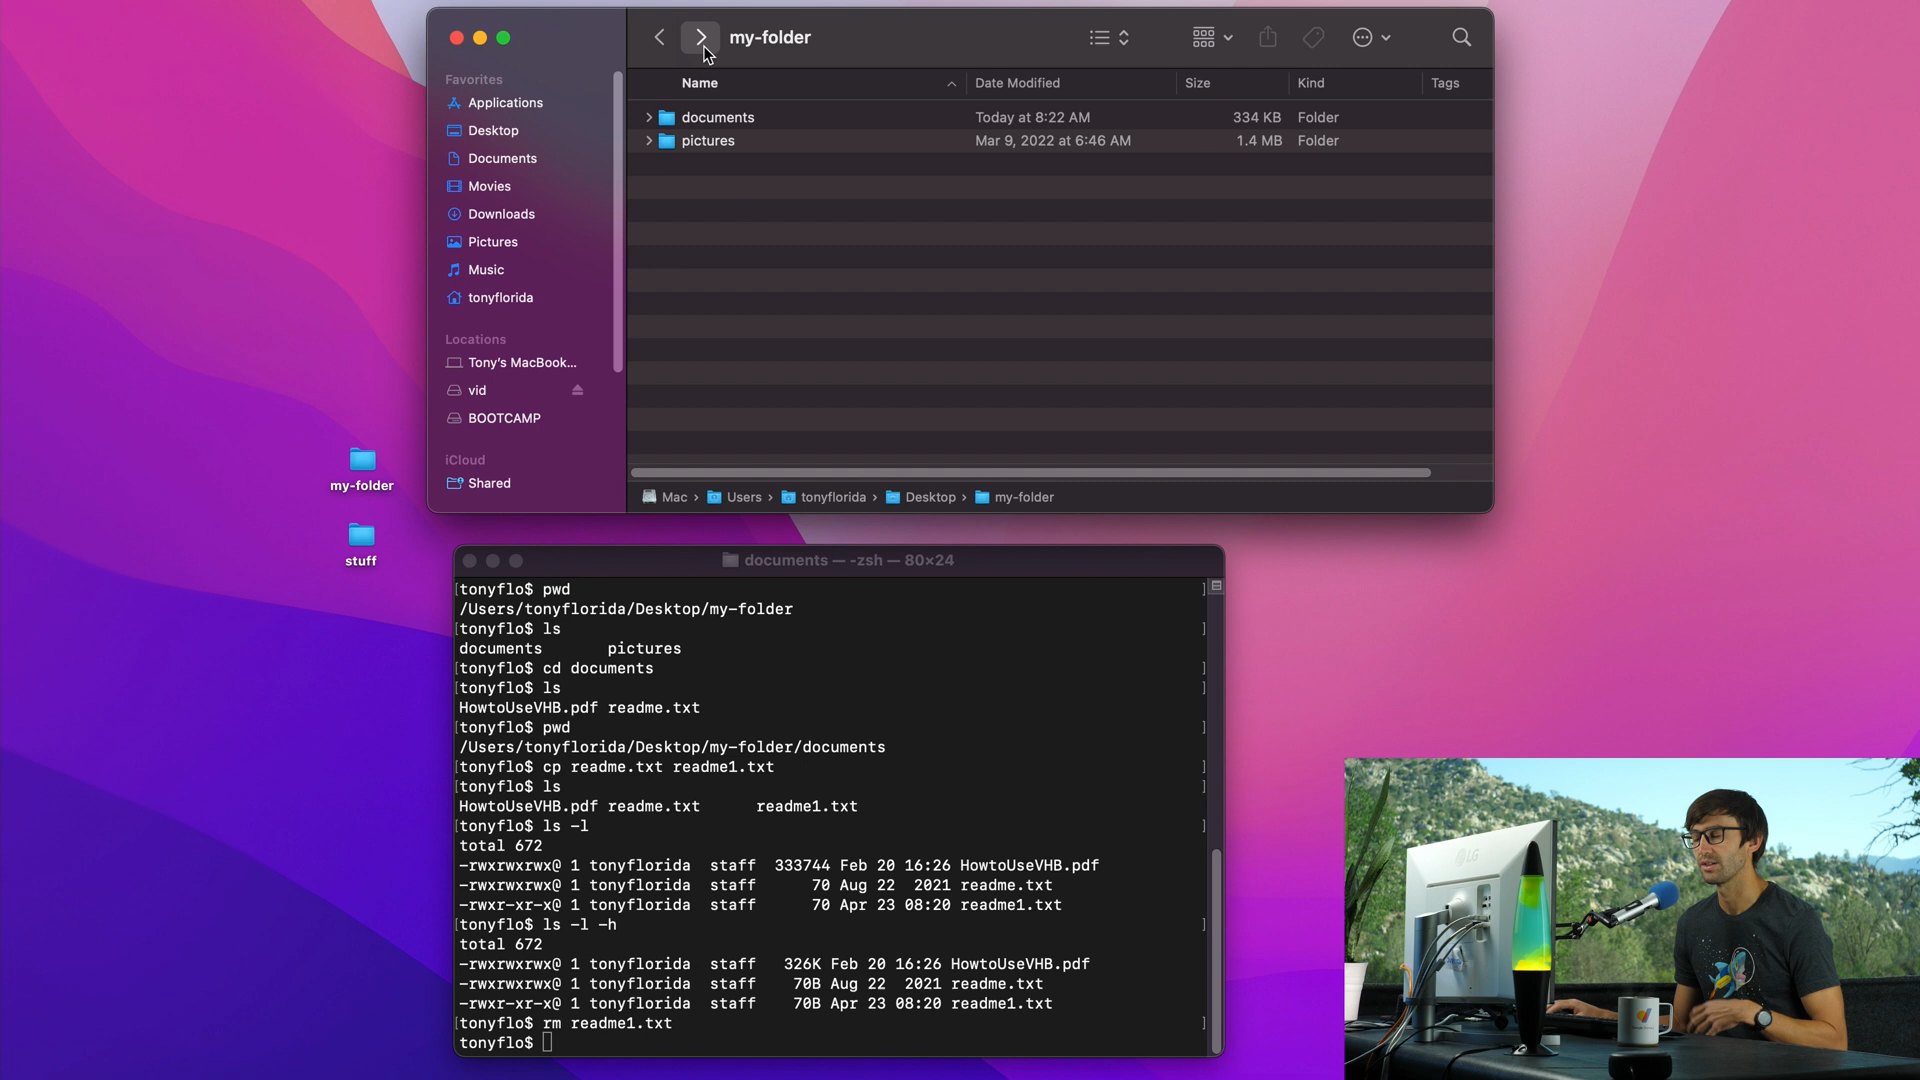 my-folder
Name
Date Modified
Size
Kind
Tags
documents Today at 8:22 AM 334 KB Folder
pictures Mar 9, 2022 at 6:46 AM 1.4 MB Folder
Favorites
Applications
Desktop
Documents
Movies
Downloads
Pictures
Music
tonyflorida
Locations
Tony's MacBook...
vid
BOOTCAMP
iCloud
Shared
Mac › Users › tonyflorida › Desktop › my-folder
my-folder
stuff
documents — -zsh — 80×24
[tonyflo$ pwd ]
/Users/tonyflorida/Desktop/my-folder
[tonyflo$ ls ]
documents pictures
[tonyflo$ cd documents ]
[tonyflo$ ls ]
HowtoUseVHB.pdf readme.txt
[tonyflo$ pwd ]
/Users/tonyflorida/Desktop/my-folder/documents
[tonyflo$ cp readme.txt readme1.txt ]
[tonyflo$ ls ]
HowtoUseVHB.pdf readme.txt readme1.txt
[tonyflo$ ls -l ]
total 672
-rwxrwxrwx@ 1 tonyflorida staff 333744 Feb 20 16:26 HowtoUseVHB.pdf
-rwxrwxrwx@ 1 tonyflorida staff 70 Aug 22 2021 readme.txt
-rwxr-xr-x@ 1 tonyflorida staff 70 Apr 23 08:20 readme1.txt
[tonyflo$ ls -l -h ]
total 672
-rwxrwxrwx@ 1 tonyflorida staff 326K Feb 20 16:26 HowtoUseVHB.pdf
-rwxrwxrwx@ 1 tonyflorida staff 70B Aug 22 2021 readme.txt
-rwxr-xr-x@ 1 tonyflorida staff 70B Apr 23 08:20 readme1.txt
[tonyflo$ rm readme1.txt ]
tonyflo$
LG